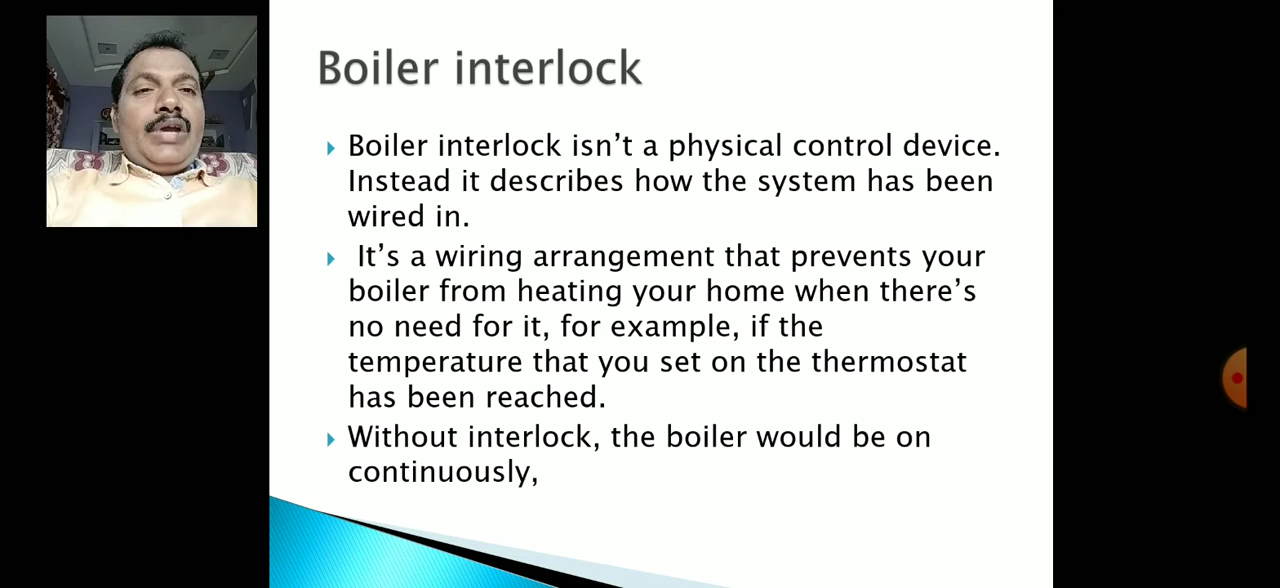 Boiler interlock
Boiler interlock isn’t a physical control device.
Instead it describes how the system has been
wired in.
It’s a wiring arrangement that prevents your
boiler from heating your home when there’s
no need for it, for example, if the
temperature that you set on the thermostat
has been reached.
Without interlock, the boiler would be on
continuously,